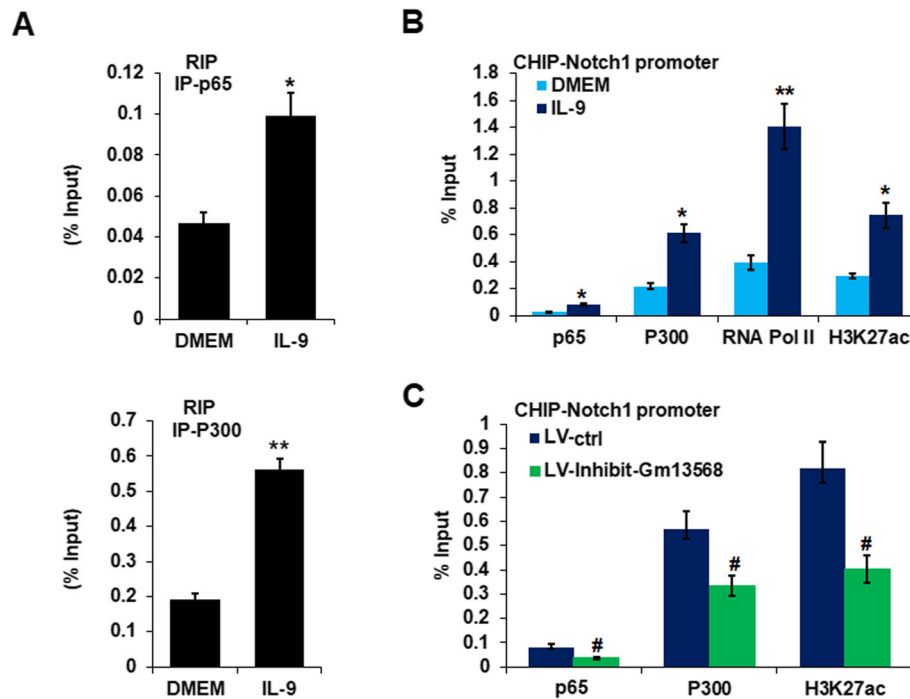 A
RIP
IP-p65
0.12
0.1
0.08
0.06
0.04
0.02
0
(% Input)
*
DMEM IL-9
RIP
IP-P300
0.7
0.6
0.5
0.4
0.3
0.2
0.1
0
(% Input)
**
DMEM IL-9
B
CHIP-Notch1 promoter
DMEM
IL-9
1.8
1.6
1.4
1.2
1
0.8
0.6
0.4
0.2
0
% Input
* * ** *
p65 P300 RNA Pol II H3K27ac
C
CHIP-Notch1 promoter
LV-ctrl
LV-Inhibit-Gm13568
1
0.9
0.8
0.7
0.6
0.5
0.4
0.3
0.2
0.1
0
% Input
# # #
p65 P300 H3K27ac